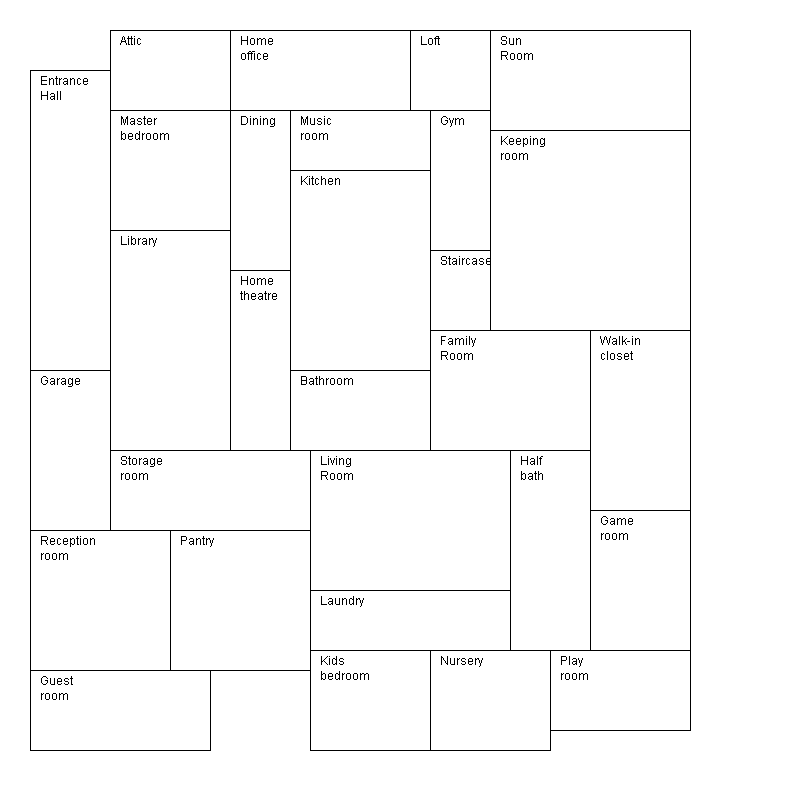 Attic
Home
office
Loft
Sun
Room
Entrance
Hall
Master
bedroom
Dining
Music
room
Gym
Keeping
room
Kitchen
Library
Staircase
Home
theatre
Family
Room
Walk-in
closet
Garage
Bathroom
Storage
room
Living
Room
Half
bath
Game
room
Reception
room
Pantry
Laundry
Kids
bedroom
Nursery
Play
room
Guest
room